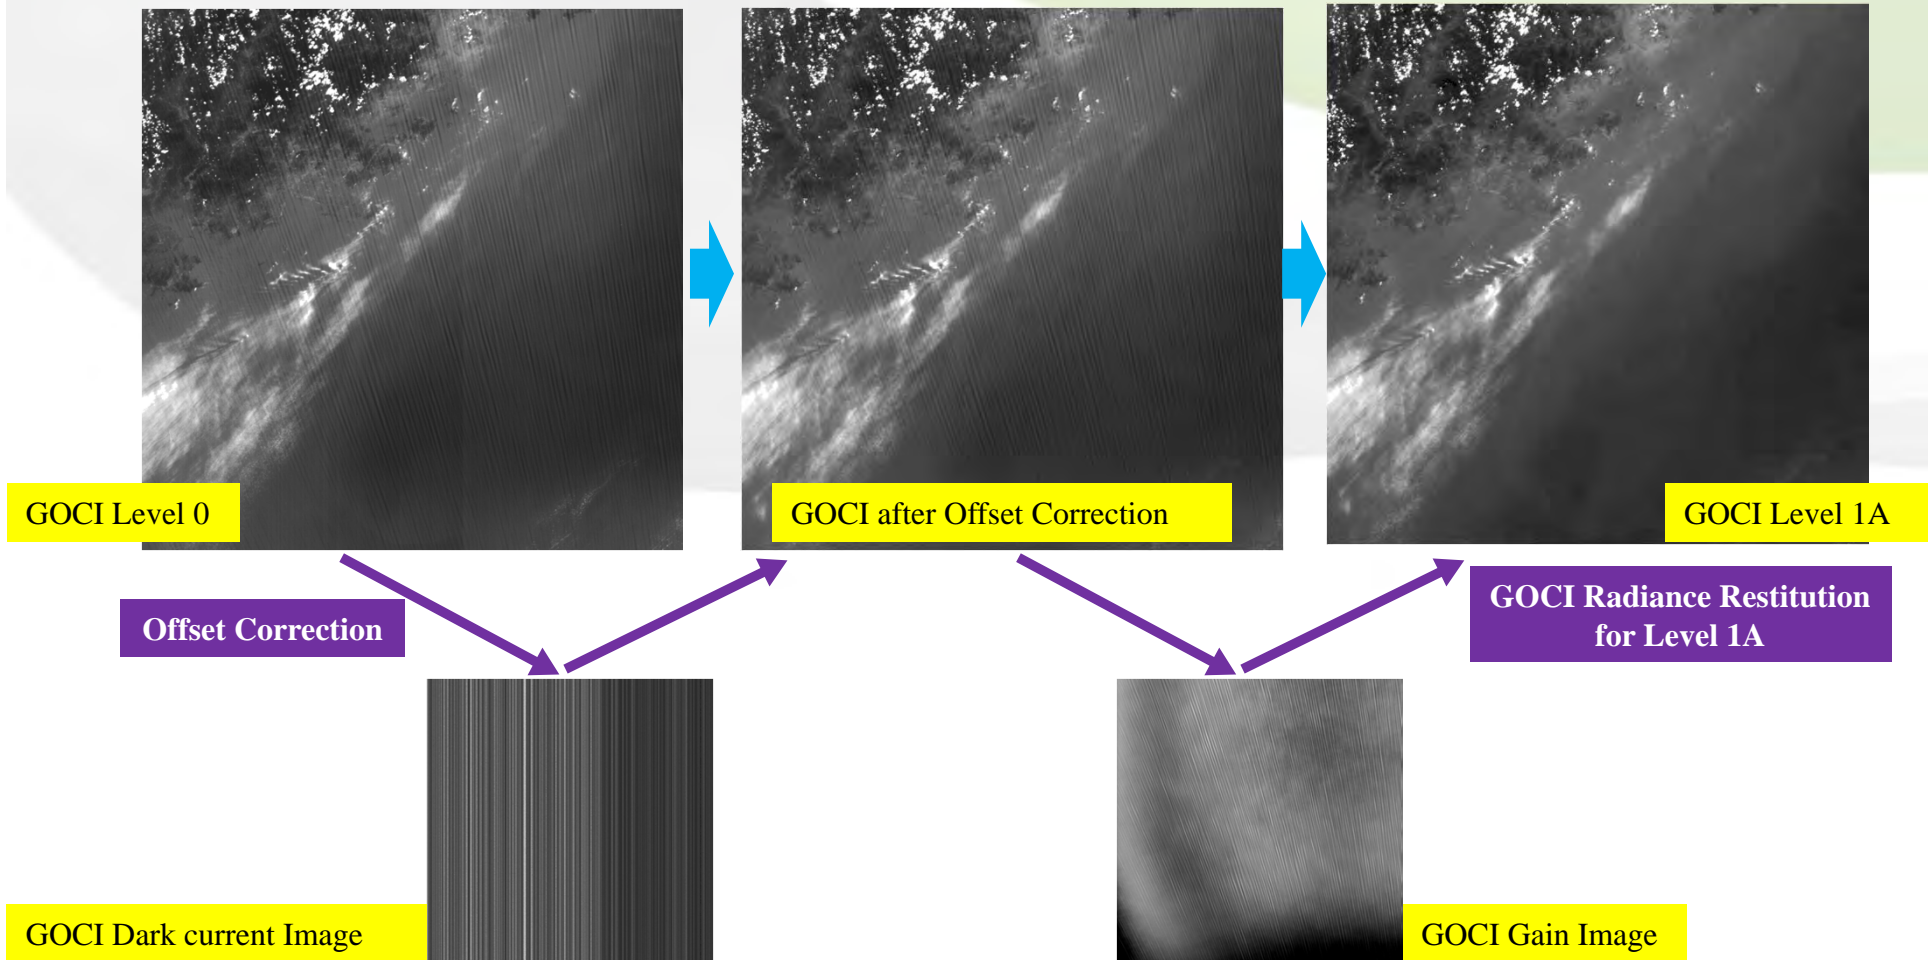 GOCI Level 0
GOCI after Offset Correction
GOCI Level 1A
Offset Correction
GOCI Radiance Restitution
for Level 1A
GOCI Dark current Image
GOCI Gain Image